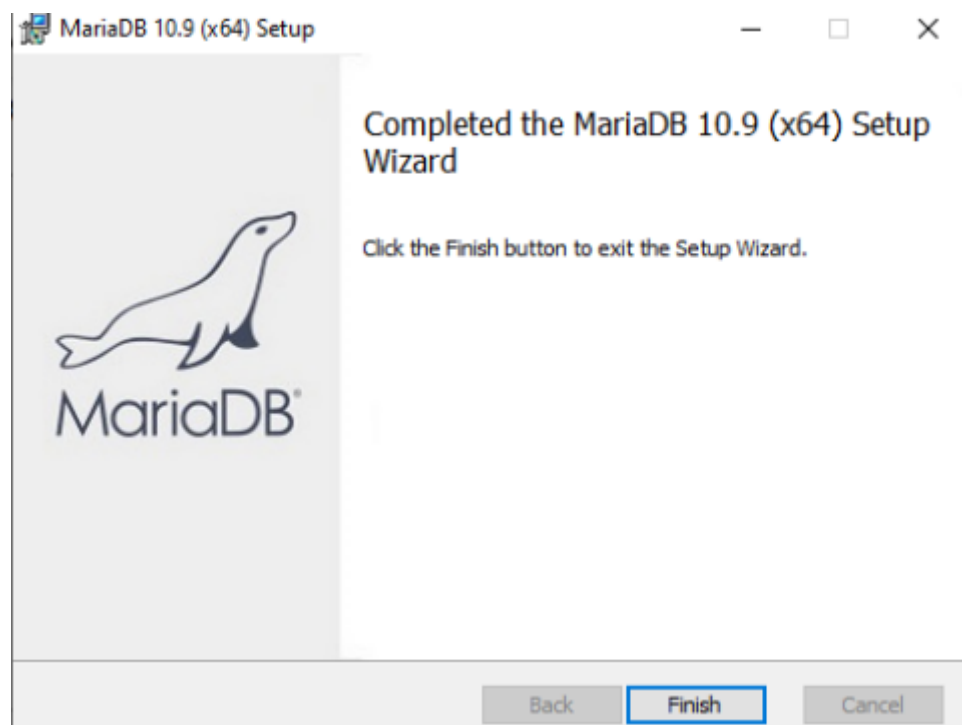 MariaDB 10.9 (x64) Setup
Completed the MariaDB 10.9 (x64) Setup
Wizard
Click the Finish button to exit the Setup Wizard.
MariaDB®
Back Finish Cancel